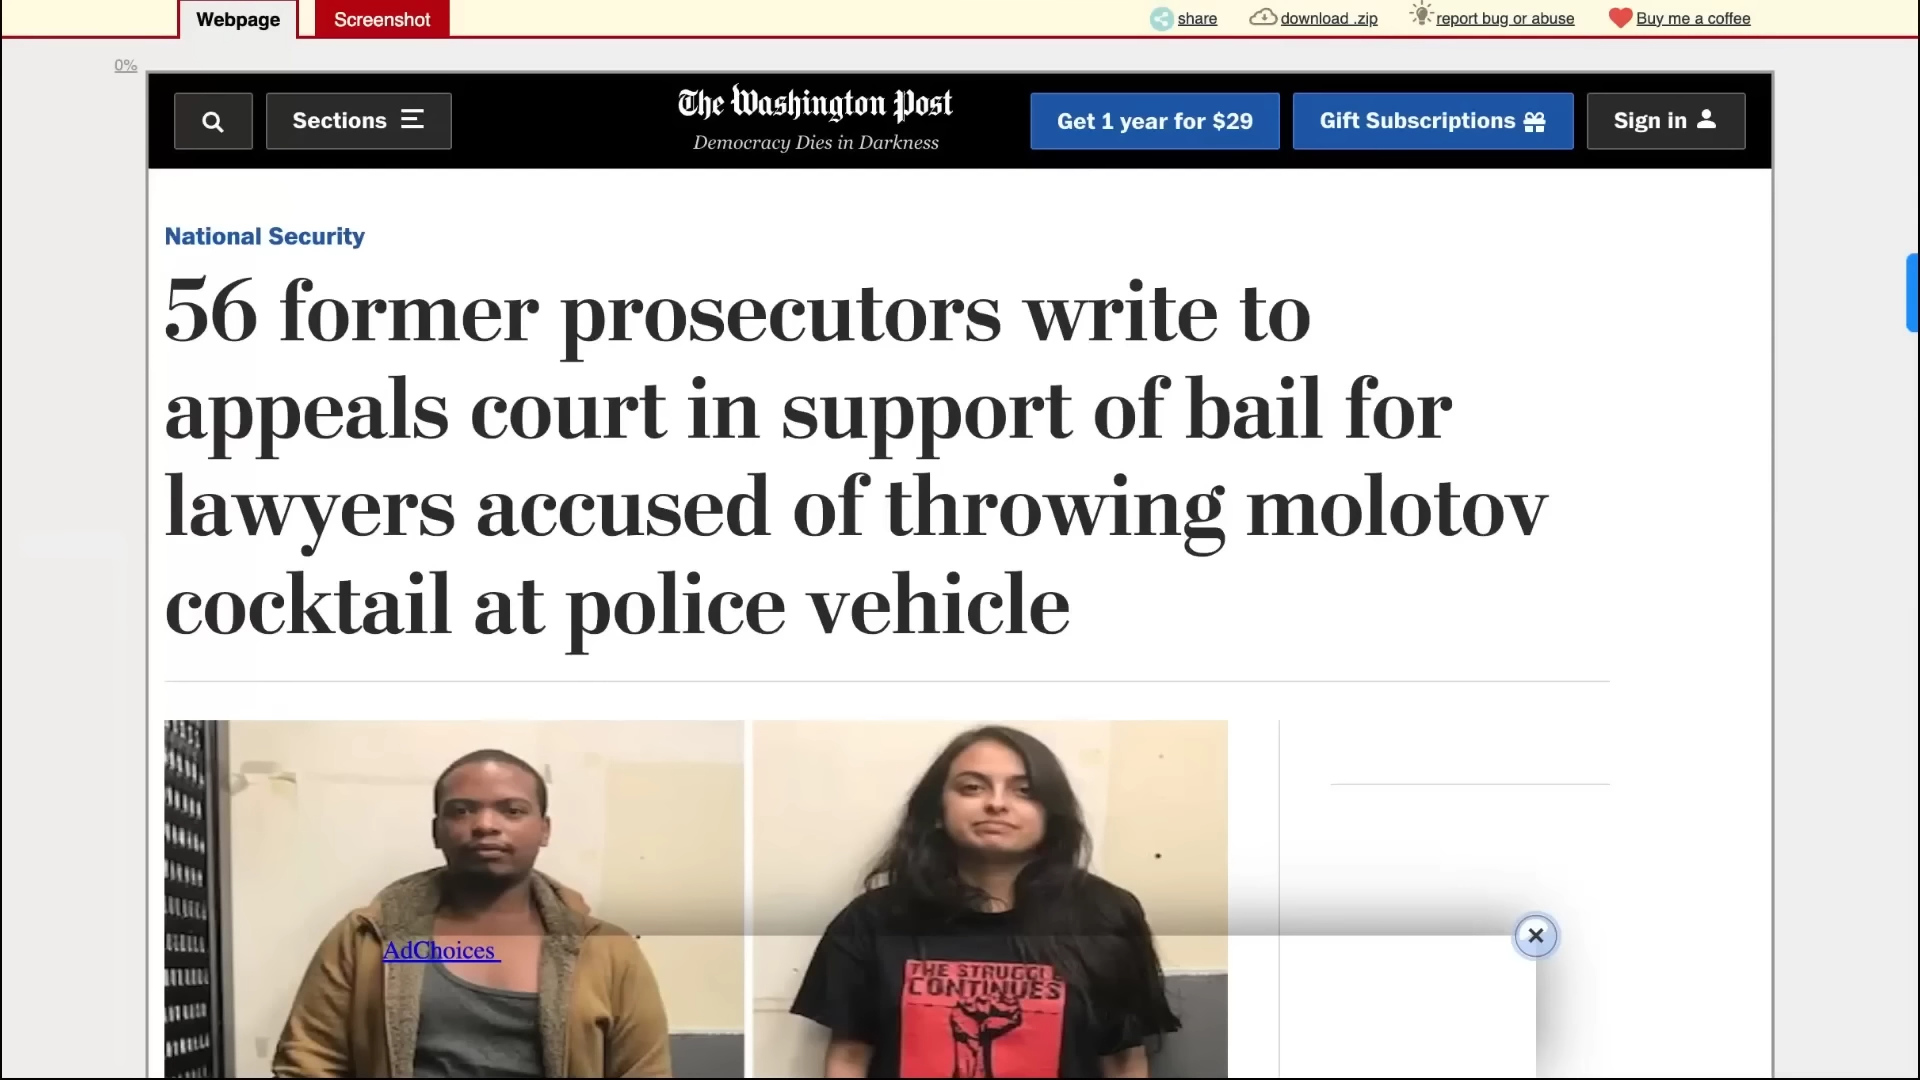 Webpage
Screenshot
share
download .zip
report bug or abuse
Buy me a coffee
0%
Sections
The Washington Post
Democracy Dies in Darkness
Get 1 year for $29
Gift Subscriptions
Sign in
National Security
56 former prosecutors write to
appeals court in support of bail for
lawyers accused of throwing molotov
cocktail at police vehicle
AdChoices
THE STRUGGLE
CONTINUES